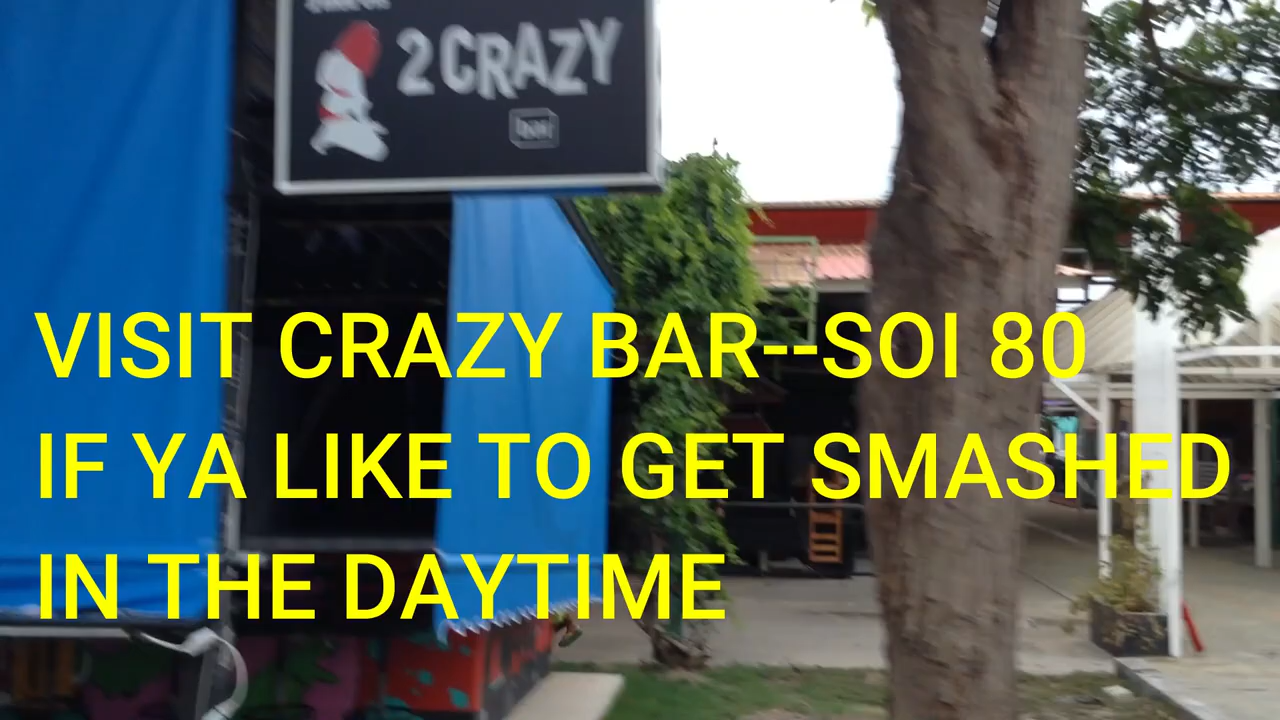 2 CRAZY
VISIT CRAZY BAR--SOI 80
IF YA LIKE TO GET SMASHED
IN THE DAYTIME